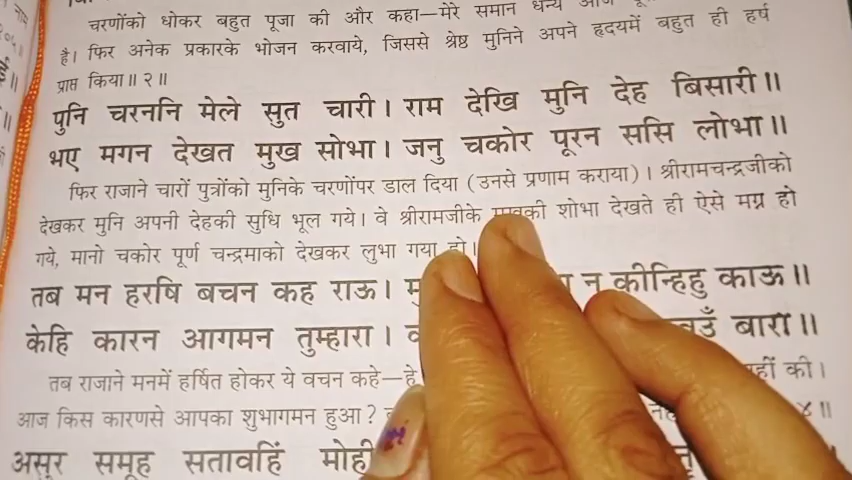 चरणोंको धोकर बहुत पूजा की और कहा—मेरे समान धन्य आज
है। फिर अनेक प्रकारके भोजन करवाये, जिससे श्रेष्ठ मुनिने अपने हृदयमें बहुत ही हर्ष
प्राप्त किया॥ २॥
पुनि चरननि मेले सुत चारी। राम देखि मुनि देह बिसारी॥
भए मगन देखत मुख सोभा। जनु चकोर पूरन ससि लोभा॥
फिर राजाने चारों पुत्रोंको मुनिके चरणोंपर डाल दिया (उनसे प्रणाम कराया)। श्रीरामचन्द्रजीको
देखकर मुनि अपनी देहकी सुधि भूल गये। वे श्रीरामजीके मुखकी शोभा देखते ही ऐसे मग्न हो
गये, मानो चकोर पूर्ण चन्द्रमाको देखकर लुभा गया हो।
तब मन हरषि बचन कह राऊ। न कीन्हिहु काऊ॥
केहि कारन आगमन तुम्हारा। बारा॥
तब राजाने मनमें हर्षित होकर ये वचन कहे—हे की।
आज किस कारणसे आपका शुभागमन हुआ? ४॥
असुर समूह सतावहिं मोही